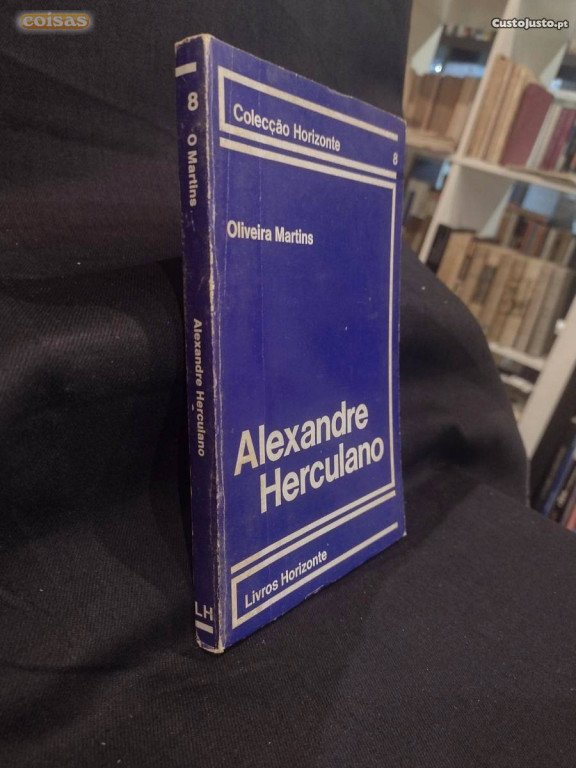 coisas
CustoJusto.pt
8
O Martins
Alexandre Herculano
LH
Colecção Horizonte
8
Oliveira Martins
Alexandre
Herculano
Livros Horizonte